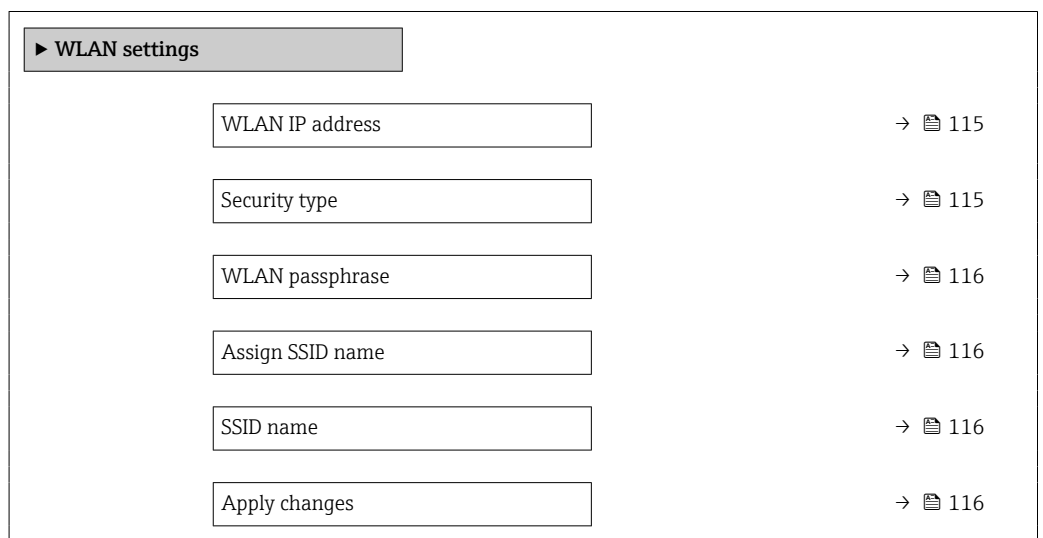 ▶ WLAN settings
WLAN IP address → 115
Security type → 115
WLAN passphrase → 116
Assign SSID name → 116
SSID name → 116
Apply changes → 116